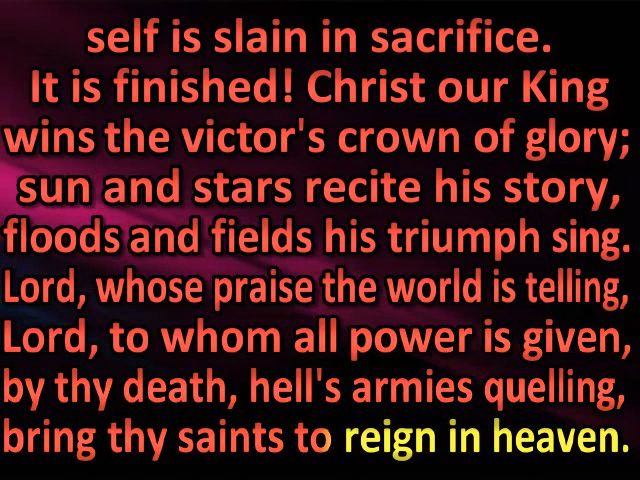 self is slain in sacrifice.
It is finished! Christ our King
wins the victor's crown of glory;
sun and stars recite his story,
floods and fields his triumph sing.
Lord, whose praise the world is telling,
Lord, to whom all power is given,
by thy death, hell's armies quelling,
bring thy saints to reign in heaven.